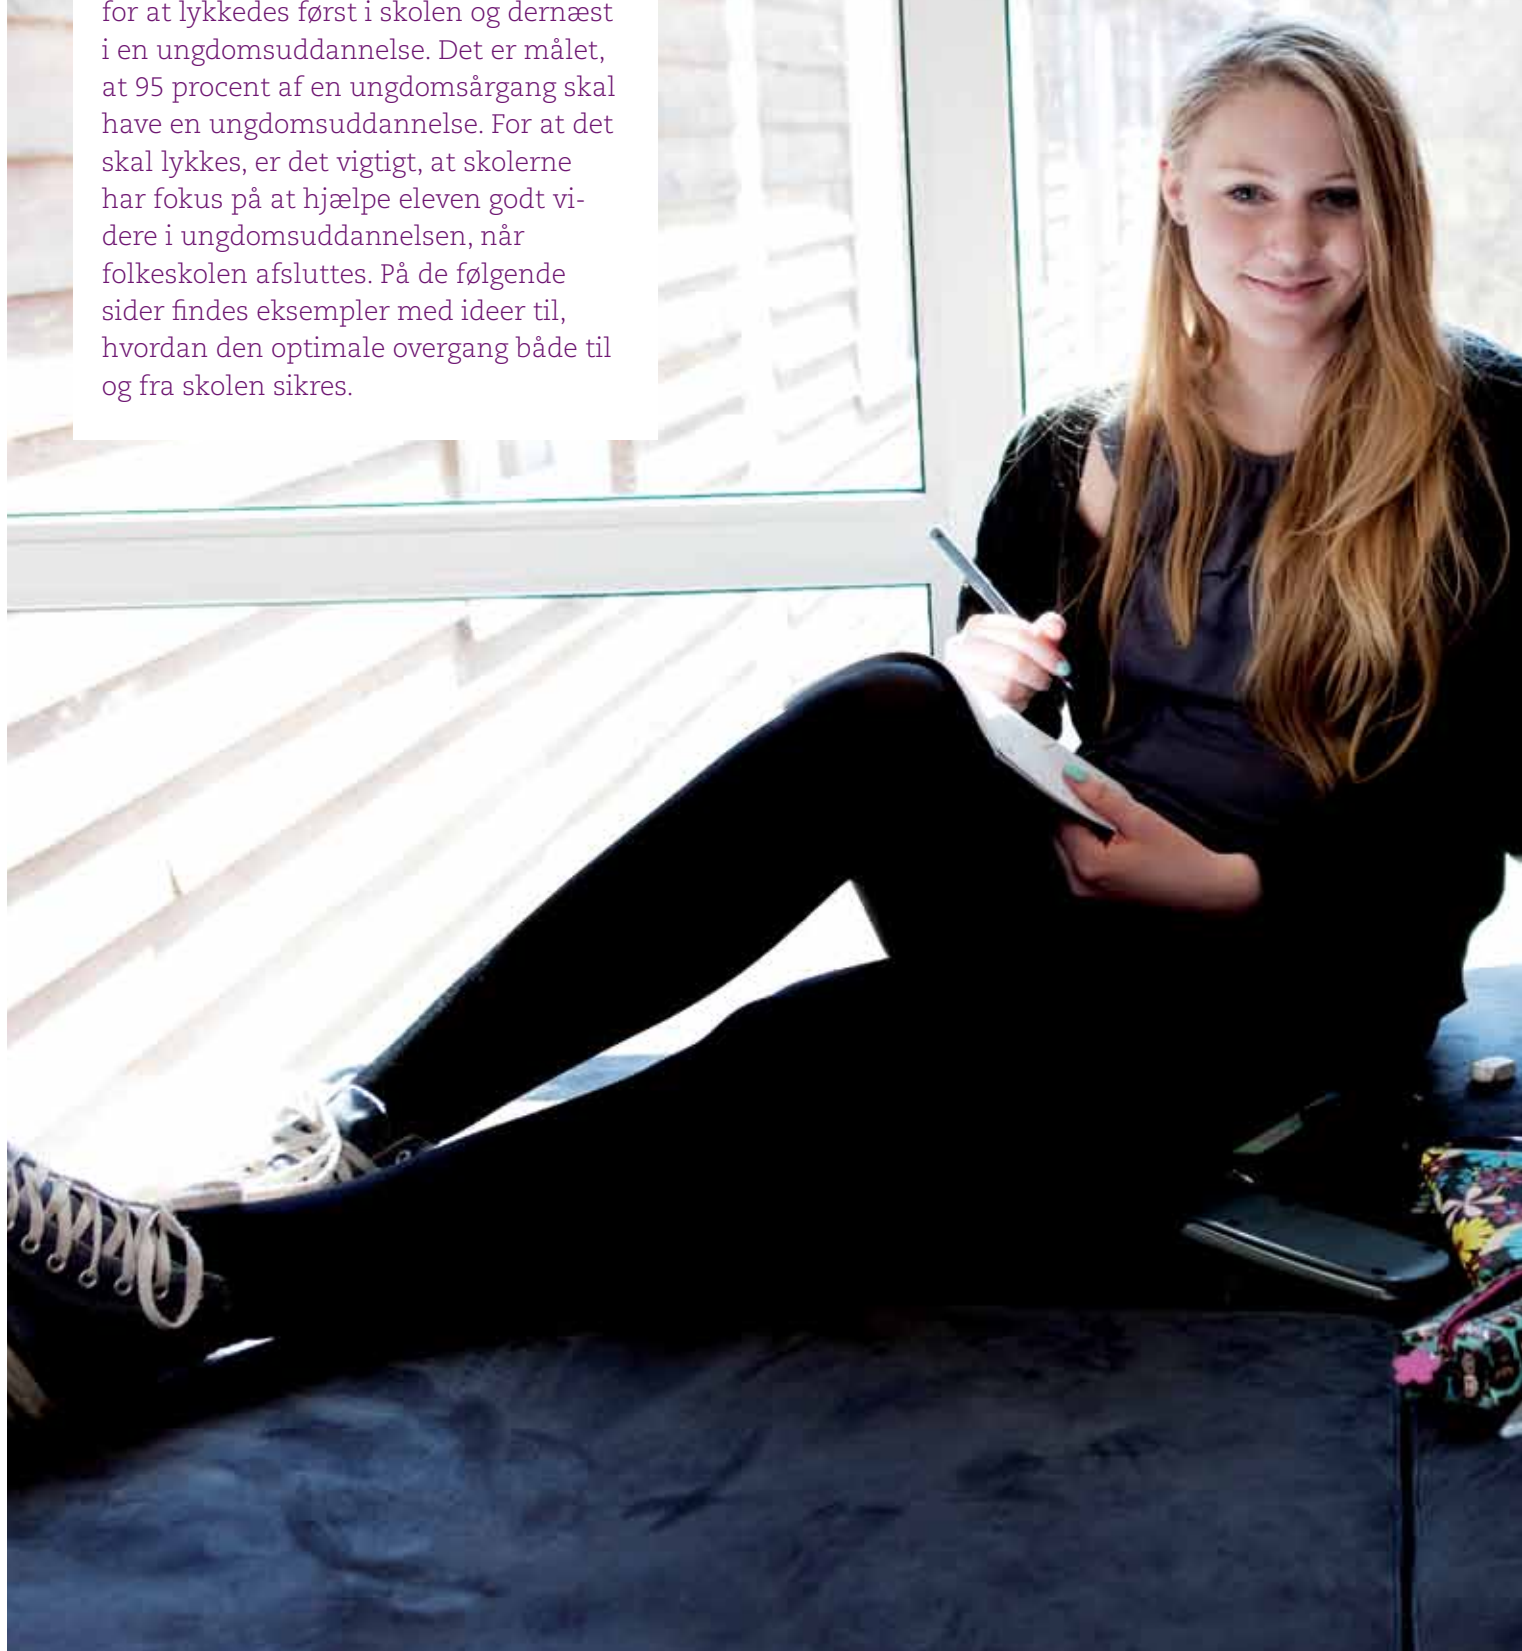 for at lykkedes først i skolen og dernæst
i en ungdomsuddannelse. Det er målet,
at 95 procent af en ungdomsårgang skal
have en ungdomsuddannelse. For at det
skal lykkes, er det vigtigt, at skolerne
har fokus på at hjælpe eleven godt vi-
dere i ungdomsuddannelsen, når
folkeskolen afsluttes. På de følgende
sider findes eksempler med ideer til,
hvordan den optimale overgang både til
og fra skolen sikres.